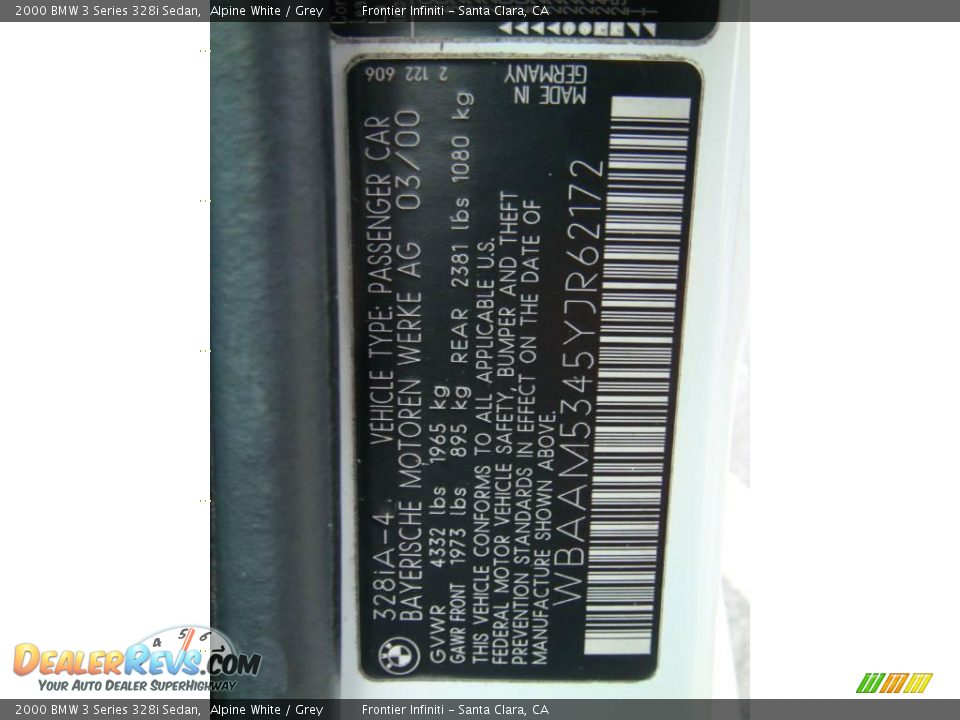 2000 BMW 3 Series 328i Sedan, Alpine White / Grey Frontier Infiniti - Santa Clara, CA
328iA-4 VEHICLE TYPE: PASSENGER CAR
BAYERISCHE MOTOREN WERKE AG 03/00
GVWR 4332 lbs 1965 kg
GAWR FRONT 1973 lbs 895 kg REAR 2381 lbs 1080 kg
THIS VEHICLE CONFORMS TO ALL APPLICABLE U.S.
FEDERAL MOTOR VEHICLE SAFETY, BUMPER AND THEFT
PREVENTION STANDARDS IN EFFECT ON THE DATE OF
MANUFACTURE SHOWN ABOVE.
WBAAM5345YJR62172
2 122 606
MADE IN
GERMANY
DEALERREVS.COM
YOUR AUTO DEALER SUPERHIGHWAY
4 5 6
2000 BMW 3 Series 328i Sedan, Alpine White / Grey Frontier Infiniti - Santa Clara, CA